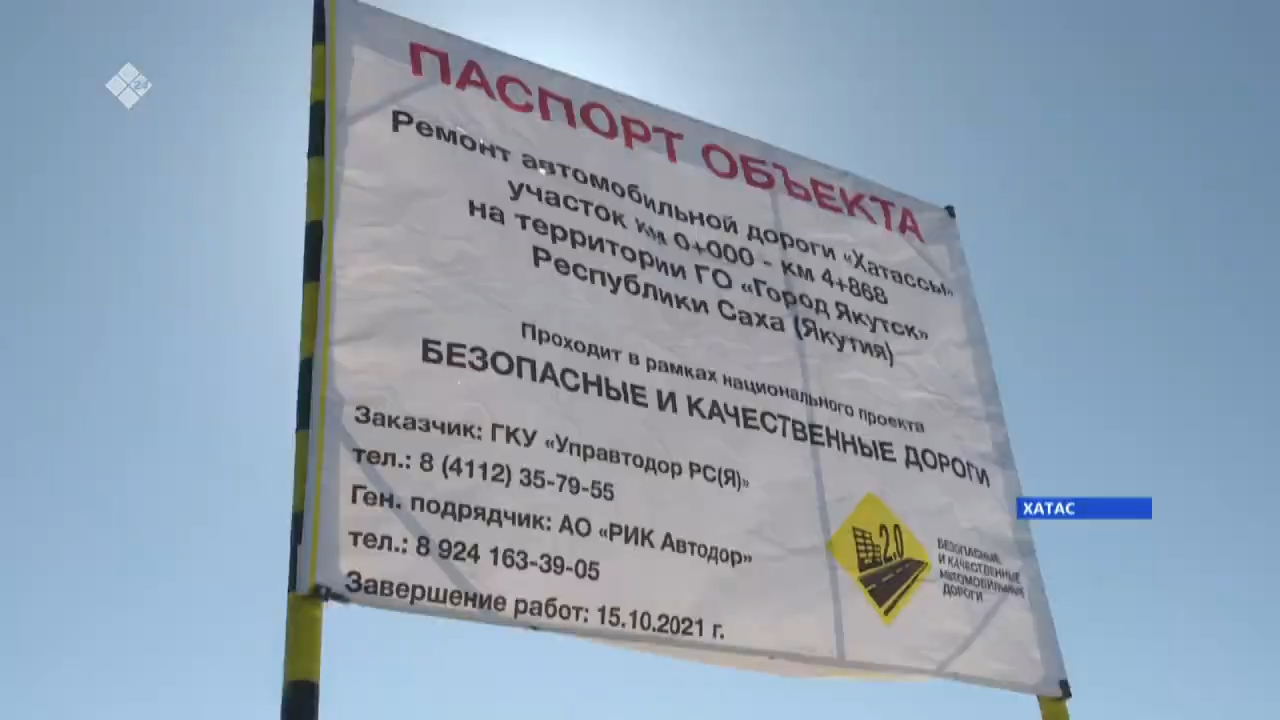 24
ПАСПОРТ ОБЪЕКТА
Ремонт автомобильной дороги «Хатассы»
участок км 0+000 - км 4+868
на территории ГО «Город Якутск»
Республики Саха (Якутия)
Проходит в рамках национального проекта
БЕЗОПАСНЫЕ И КАЧЕСТВЕННЫЕ ДОРОГИ
Заказчик: ГКУ «Управтодор РС(Я)»
тел.: 8 (4112) 35-79-55
Ген. подрядчик: АО «РИК Автодор»
тел.: 8 924 163-39-05
Завершение работ: 15.10.2021 г.
2.0
БЕЗОПАСНЫЕ
И КАЧЕСТВЕННЫЕ
АВТОМОБИЛЬНЫЕ
ДОРОГИ
ХАТАС